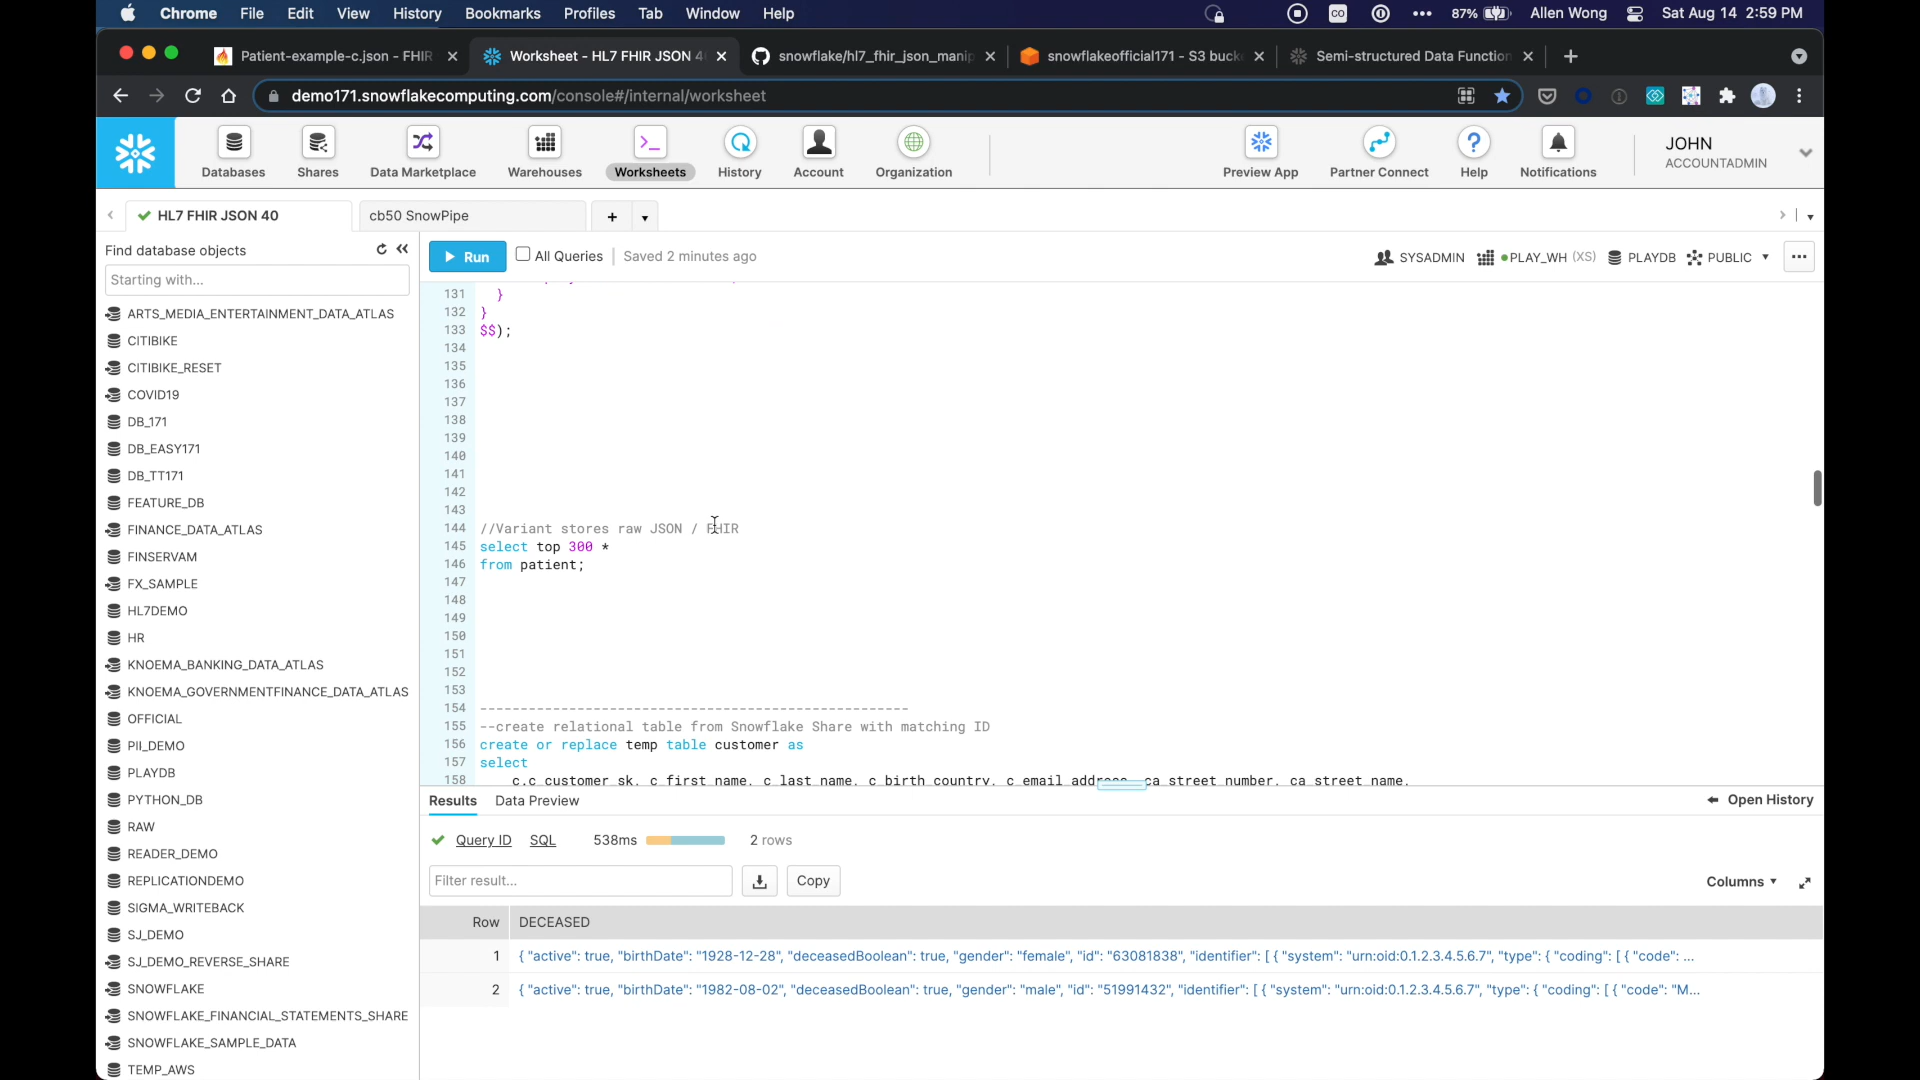 Chrome File Edit View History Bookmarks Profiles Tab Window Help 87% Allen Wong Sat Aug 14 2:59 PM
Patient-example-c.json - FHIR Worksheet - HL7 FHIR JSON 4 snowflake/hl7_fhir_json_manip snowflakeofficial171 - S3 bucke Semi-structured Data Function
demo171.snowflakecomputing.com/console#/internal/worksheet
Databases Shares Data Marketplace Warehouses Worksheets History Account Organization Preview App Partner Connect Help Notifications
JOHN
ACCOUNTADMIN
HL7 FHIR JSON 40 cb50 SnowPipe
Find database objects
Starting with...
ARTS_MEDIA_ENTERTAINMENT_DATA_ATLAS
CITIBIKE
CITIBIKE_RESET
COVID19
DB_171
DB_EASY171
DB_TT171
FEATURE_DB
FINANCE_DATA_ATLAS
FINSERVAM
FX_SAMPLE
HL7DEMO
HR
KNOEMA_BANKING_DATA_ATLAS
KNOEMA_GOVERNMENTFINANCE_DATA_ATLAS
OFFICIAL
PII_DEMO
PLAYDB
PYTHON_DB
RAW
READER_DEMO
REPLICATIONDEMO
SIGMA_WRITEBACK
SJ_DEMO
SJ_DEMO_REVERSE_SHARE
SNOWFLAKE
SNOWFLAKE_FINANCIAL_STATEMENTS_SHARE
SNOWFLAKE_SAMPLE_DATA
TEMP_AWS
Run All Queries Saved 2 minutes ago SYSADMIN PLAY_WH (XS) PLAYDB PUBLIC
131 }
132 }
133 $$);
134
135
136
137
138
139
140
141
142
143
144 //Variant stores raw JSON / FHIR
145 select top 300 *
146 from patient;
147
148
149
150
151
152
153
154 -----------------------------------------------------
155 --create relational table from Snowflake Share with matching ID
156 create or replace temp table customer as
157 select
158 c.c_customer_sk, c_first_name, c_last_name, c_birth_country, c_email_address, ca_street_number, ca_street_name,
Results Data Preview Open History
Query ID SQL 538ms 2 rows
Filter result... Copy Columns
Row DECEASED
1 { "active": true, "birthDate": "1928-12-28", "deceasedBoolean": true, "gender": "female", "id": "63081838", "identifier": [ { "system": "urn:oid:0.1.2.3.4.5.6.7", "type": { "coding": [ { "code": ...
2 { "active": true, "birthDate": "1982-08-02", "deceasedBoolean": true, "gender": "male", "id": "51991432", "identifier": [ { "system": "urn:oid:0.1.2.3.4.5.6.7", "type": { "coding": [ { "code": "M...